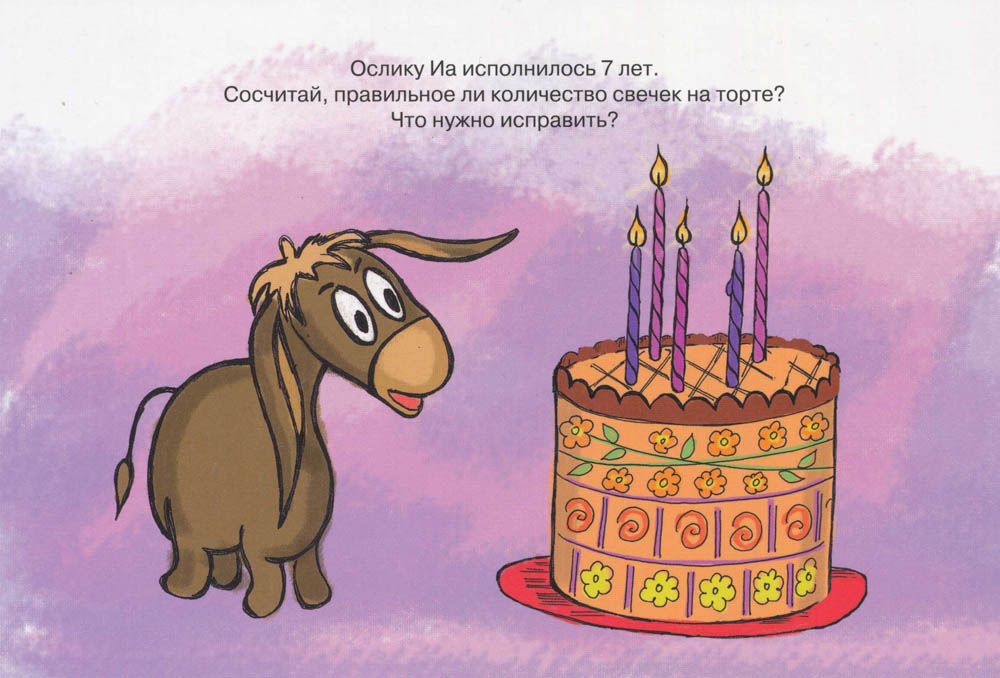 Ослику Иа исполнилось 7 лет.
Сосчитай, правильное ли количество свечек на торте?
Что нужно исправить?